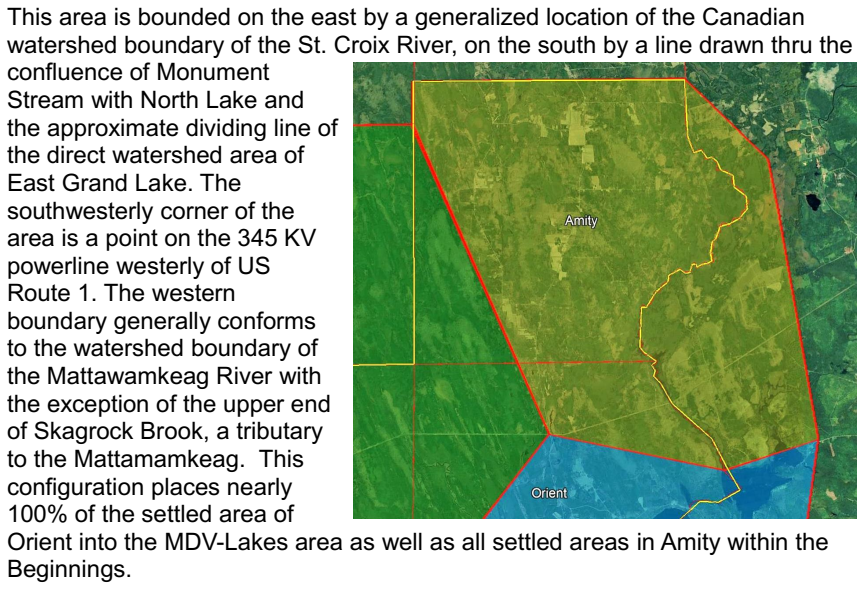 This area is bounded on the east by a generalized location of the Canadian
watershed boundary of the St. Croix River, on the south by a line drawn thru the
confluence of Monument
Stream with North Lake and
the approximate dividing line of
the direct watershed area of
East Grand Lake. The
southwesterly corner of the
area is a point on the 345 KV
powerline westerly of US
Route 1. The western
boundary generally conforms
to the watershed boundary of
the Mattawamkeag River with
the exception of the upper end
of Skagrock Brook, a tributary
to the Mattamamkeag.  This
configuration places nearly
100% of the settled area of
Orient into the MDV-Lakes area as well as all settled areas in Amity within the
Beginnings.
Amity
Orient